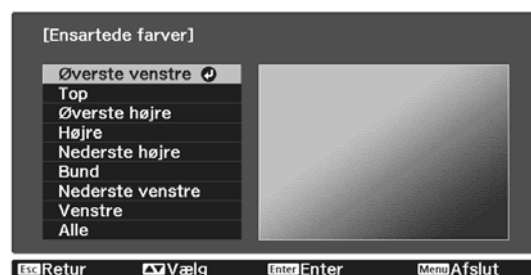 [Ensartede farver]
Øverste venstre
Top
Øverste højre
Højre
Nederste højre
Bund
Nederste venstre
Venstre
Alle
Esc Retur Vælg Enter Enter Menu Afslut